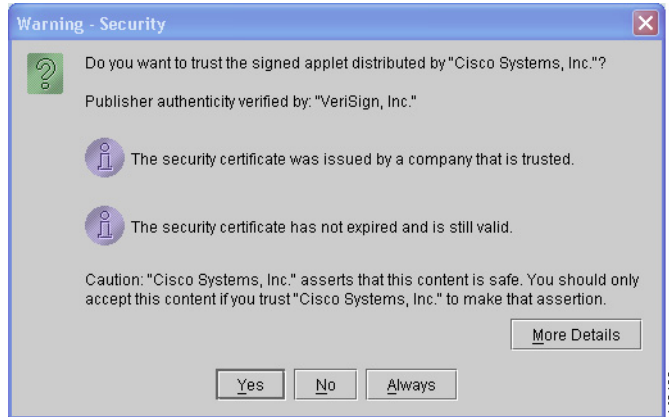 Warning - Security
Do you want to trust the signed applet distributed by "Cisco Systems, Inc."?
Publisher authenticity verified by: "VeriSign, Inc."
The security certificate was issued by a company that is trusted.
The security certificate has not expired and is still valid.
Caution: "Cisco Systems, Inc." asserts that this content is safe. You should only
accept this content if you trust "Cisco Systems, Inc." to make that assertion.
More Details
Yes No Always